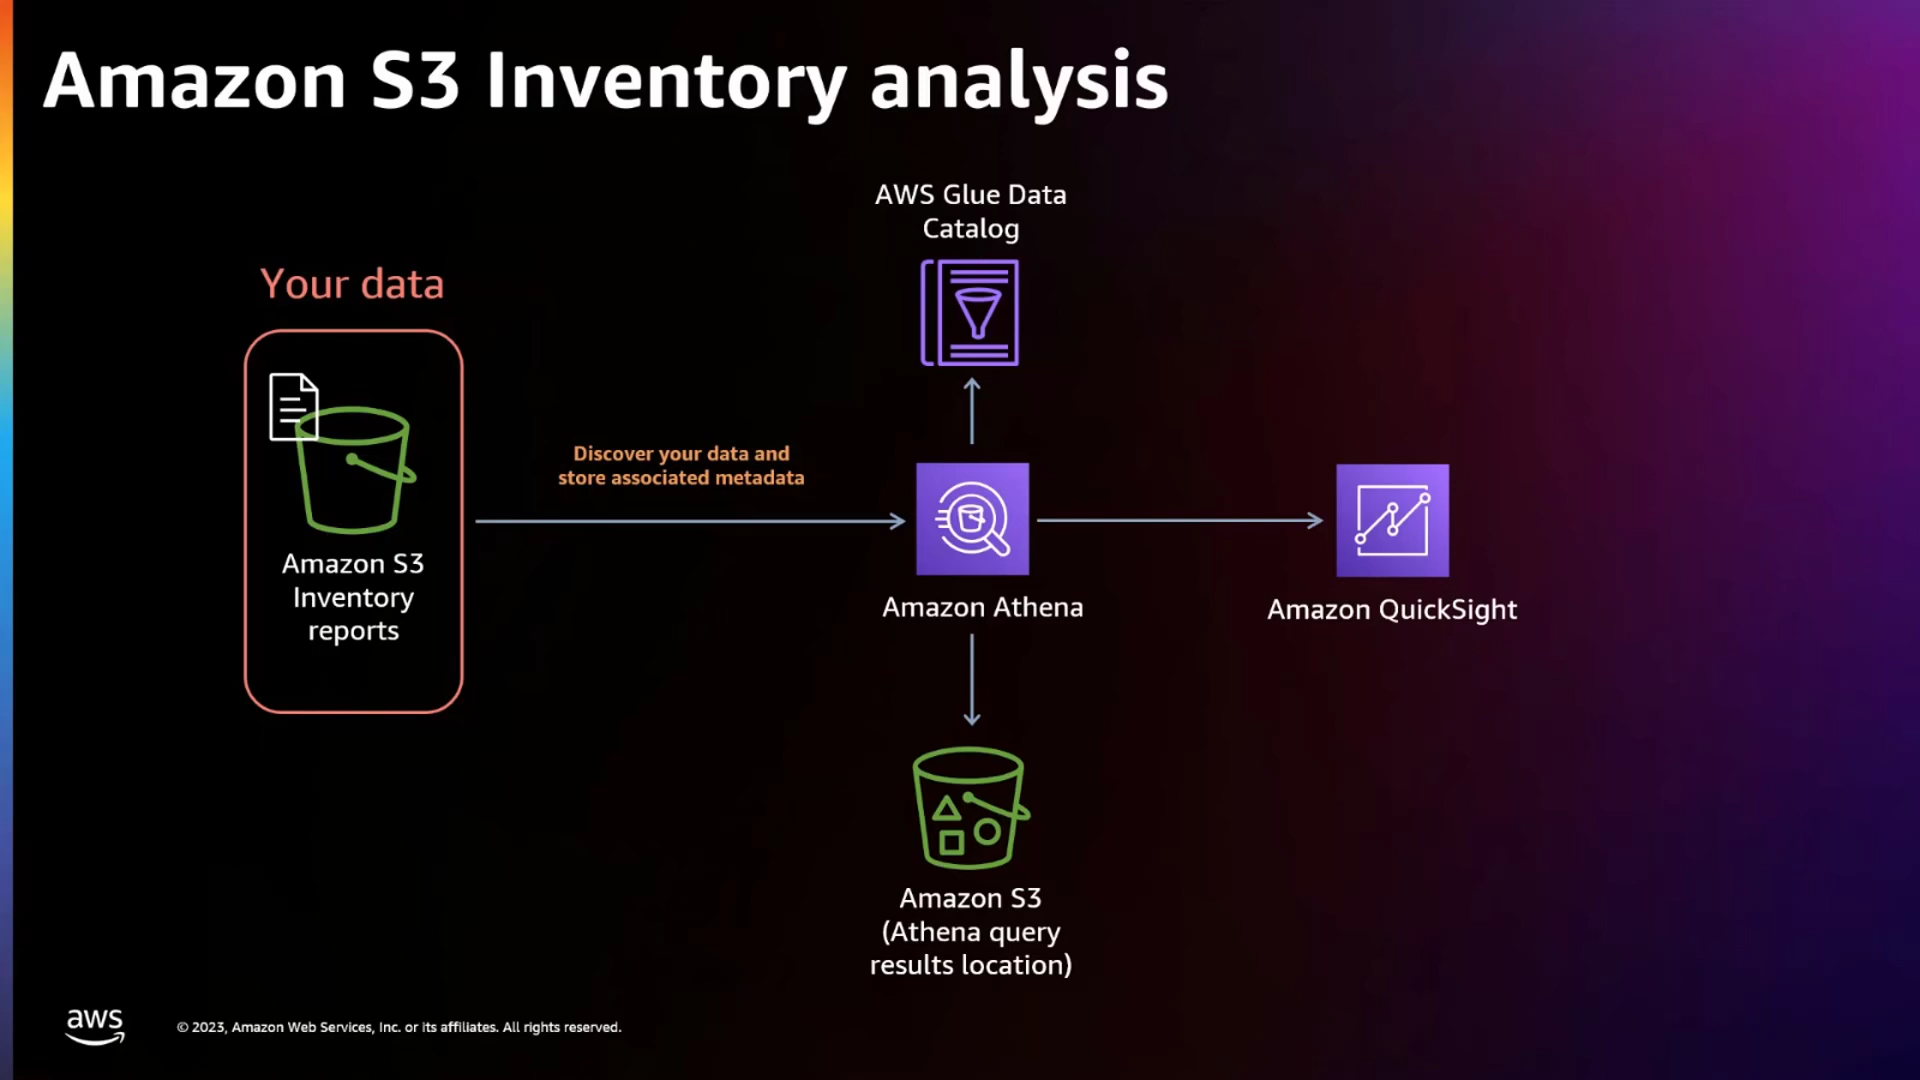 Amazon S3 Inventory analysis
AWS Glue Data
Catalog
Your data
Discover your data and
store associated metadata
Amazon S3
Inventory
reports
Amazon Athena
Amazon QuickSight
Amazon S3
(Athena query
results location)
aws
© 2023, Amazon Web Services, Inc. or its affiliates. All rights reserved.